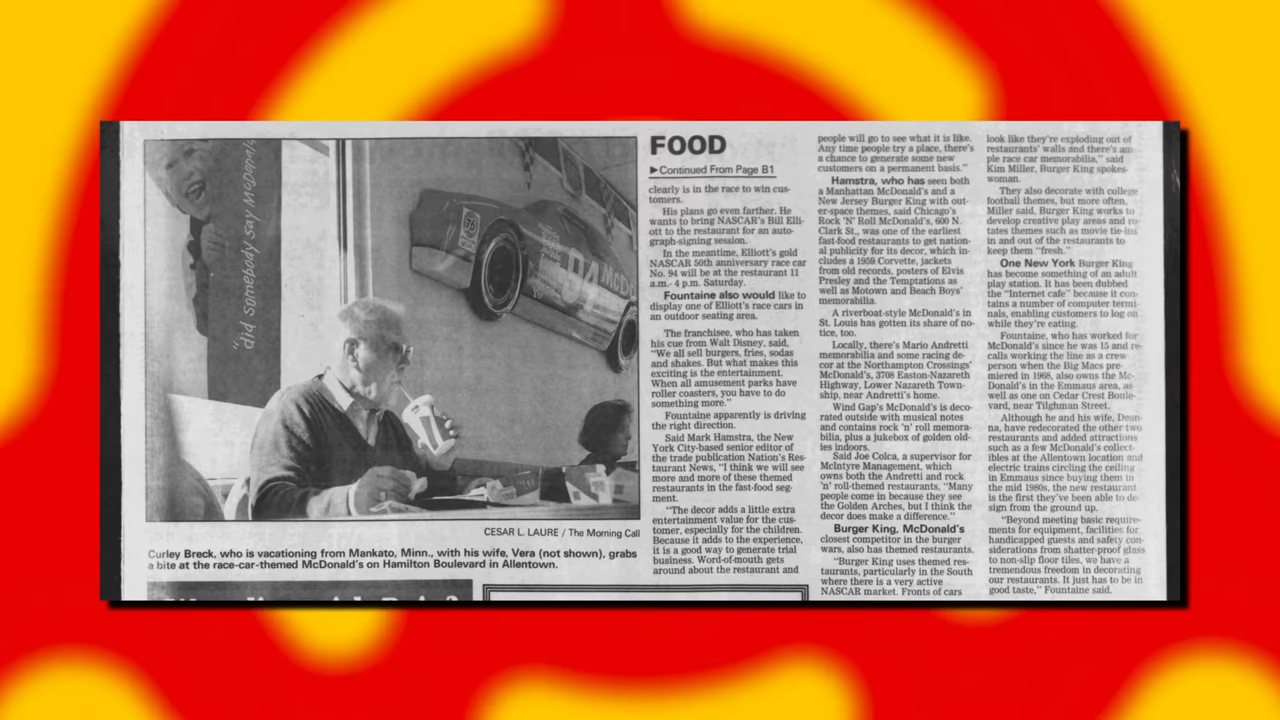 "did Somebody Say McDonald
76
94
McDO
CESAR L. LAURE / The Morning Call
Curley Breck, who is vacationing from Mankato, Minn., with his wife, Vera (not shown), grabs
a bite at the race-car-themed McDonald's on Hamilton Boulevard in Allentown.
FOOD
▶Continued From Page B1
clearly is in the race to win cus-
tomers.
His plans go even farther. He
wants to bring NASCAR's Bill Elli-
ott to the restaurant for an auto-
graph-signing session.
In the meantime, Elliott's gold
NASCAR 50th anniversary race car
No. 94 will be at the restaurant 11
a.m.- 4 p.m. Saturday.
Fountaine also would like to
display one of Elliott's race cars in
an outdoor seating area.
The franchisee, who has taken
his cue from Walt Disney, said,
"We all sell burgers, fries, sodas
and shakes. But what makes this
exciting is the entertainment.
When all amusement parks have
roller coasters, you have to do
something more."
Fountaine apparently is driving
the right direction.
Said Mark Hamstra, the New
York City-based senior editor of
the trade publication Nation's Res-
taurant News, "I think we will see
more and more of these themed
restaurants in the fast-food seg-
ment.
"The decor adds a little extra
entertainment value for the cus-
tomer, especially for the children.
Because it adds to the experience,
it is a good way to generate trial
business. Word-of-mouth gets
around about the restaurant and
people will go to see what it is like.
Any time people try a place, there's
a chance to generate some new
customers on a permanent basis."
Hamstra, who has seen both
a Manhattan McDonald's and a
New Jersey Burger King with out-
er-space themes, said Chicago's
Rock 'N' Roll McDonald's, 600 N.
Clark St., was one of the earliest
fast-food restaurants to get nation-
al publicity for its decor, which in-
cludes a 1959 Corvette, jackets
from old records, posters of Elvis
Presley and the Temptations as
well as Motown and Beach Boys'
memorabilia.
A riverboat-style McDonald's in
St. Louis has gotten its share of no-
tice, too.
Locally, there's Mario Andretti
memorabilia and some racing de-
cor at the Northampton Crossings'
McDonald's, 3708 Easton-Nazareth
Highway, Lower Nazareth Town-
ship, near Andretti's home.
Wind Gap's McDonald's is deco-
rated outside with musical notes
and contains rock 'n' roll memora-
bilia, plus a jukebox of golden old-
ies indoors.
Said Joe Colca, a supervisor for
McIntyre Management, which
owns both the Andretti and rock
'n' roll-themed restaurants, "Many
people come in because they see
the Golden Arches, but I think the
decor does make a difference."
Burger King, McDonald's
closest competitor in the burger
wars, also has themed restaurants.
"Burger King uses themed res-
taurants, particularly in the South
where there is a very active
NASCAR market. Fronts of cars
look like they're exploding out of
restaurants' walls and there's am-
ple race car memorabilia," said
Kim Miller, Burger King spokes-
woman.
They also decorate with college
football themes, but more often,
Miller said, Burger King works to
develop creative play areas and ro-
tates themes such as movie tie-ins
in and out of the restaurants to
keep them "fresh."
One New York Burger King
has become something of an adult
play station. It has been dubbed
the "Internet cafe" because it con-
tains a number of computer termi-
nals, enabling customers to log on
while they're eating.
Fountaine, who has worked for
McDonald's since he was 15 and re-
calls working the line as a crew
person when the Big Macs pre-
miered in 1968, also owns the Mc-
Donald's in the Emmaus area, as
well as one on Cedar Crest Boule-
vard, near Tilghman Street.
Although he and his wife, Dean-
na, have redecorated the other two
restaurants and added attractions
such as a few McDonald's collect-
ibles at the Allentown location and
electric trains circling the ceiling
in Emmaus since buying them in
the mid 1980s, the new restaurant
is the first they've been able to de-
sign from the ground up.
"Beyond meeting basic require-
ments for equipment, facilities for
handicapped guests and safety con-
siderations from shatter-proof glass
to non-slip floor tiles, we have a
tremendous freedom in decorating
our restaurants. It just has to be in
good taste," Fountaine said.